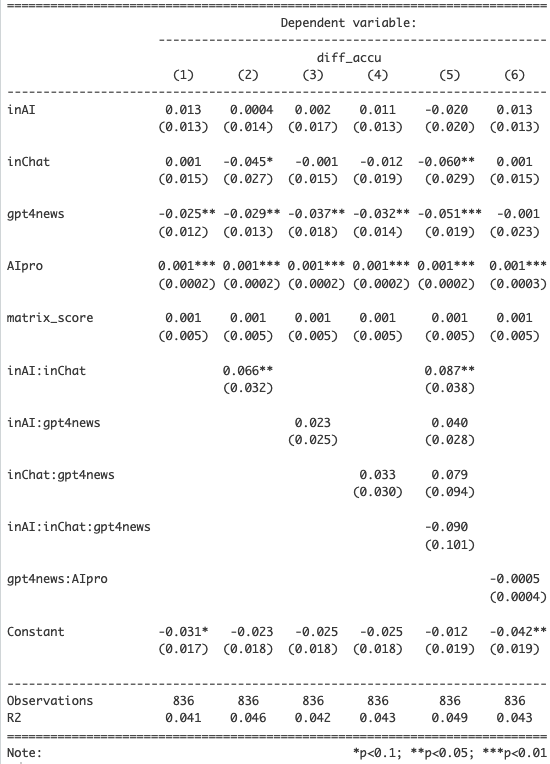 Dependent variable:
diff_accu
(1) (2) (3) (4) (5) (6)
inAI 0.013 0.0004 0.002 0.011 -0.020 0.013
(0.013) (0.014) (0.017) (0.013) (0.020) (0.013)
inChat 0.001 -0.045* -0.001 -0.012 -0.060** 0.001
(0.015) (0.027) (0.015) (0.019) (0.029) (0.015)
gpt4news -0.025** -0.029** -0.037** -0.032** -0.051*** -0.001
(0.012) (0.013) (0.018) (0.014) (0.019) (0.023)
AIpro 0.001*** 0.001*** 0.001*** 0.001*** 0.001*** 0.001***
(0.0002) (0.0002) (0.0002) (0.0002) (0.0002) (0.0003)
matrix_score 0.001 0.001 0.001 0.001 0.001 0.001
(0.005) (0.005) (0.005) (0.005) (0.005) (0.005)
inAI:inChat 0.066** 0.087**
(0.032) (0.038)
inAI:gpt4news 0.023 0.040
(0.025) (0.028)
inChat:gpt4news 0.033 0.079
(0.030) (0.094)
inAI:inChat:gpt4news -0.090
(0.101)
gpt4news:AIpro -0.0005
(0.0004)
Constant -0.031* -0.023 -0.025 -0.025 -0.012 -0.042**
(0.017) (0.018) (0.018) (0.018) (0.019) (0.019)
Observations 836 836 836 836 836 836
R2 0.041 0.046 0.042 0.043 0.049 0.043
Note: *p<0.1; **p<0.05; ***p<0.01